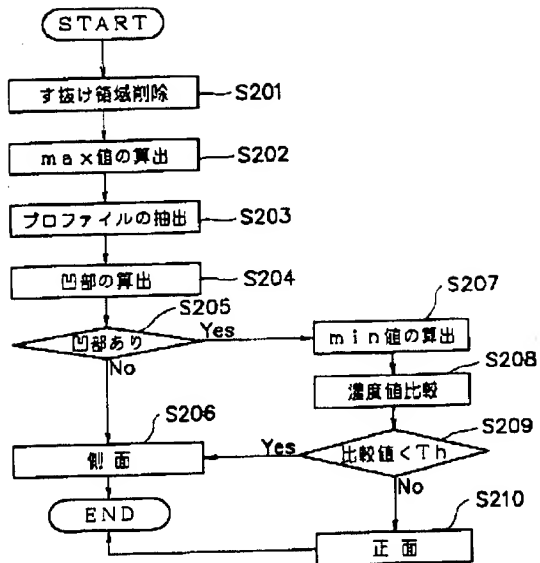 START
す抜け領域削除
S201
max値の算出
S202
プロファイルの抽出
S203
凹部の算出
S204
S205
凹部あり
Yes
No
S206
側面
END
S207
min値の算出
S208
濃度値比較
S209
比較値<Th
Yes
No
S210
正面